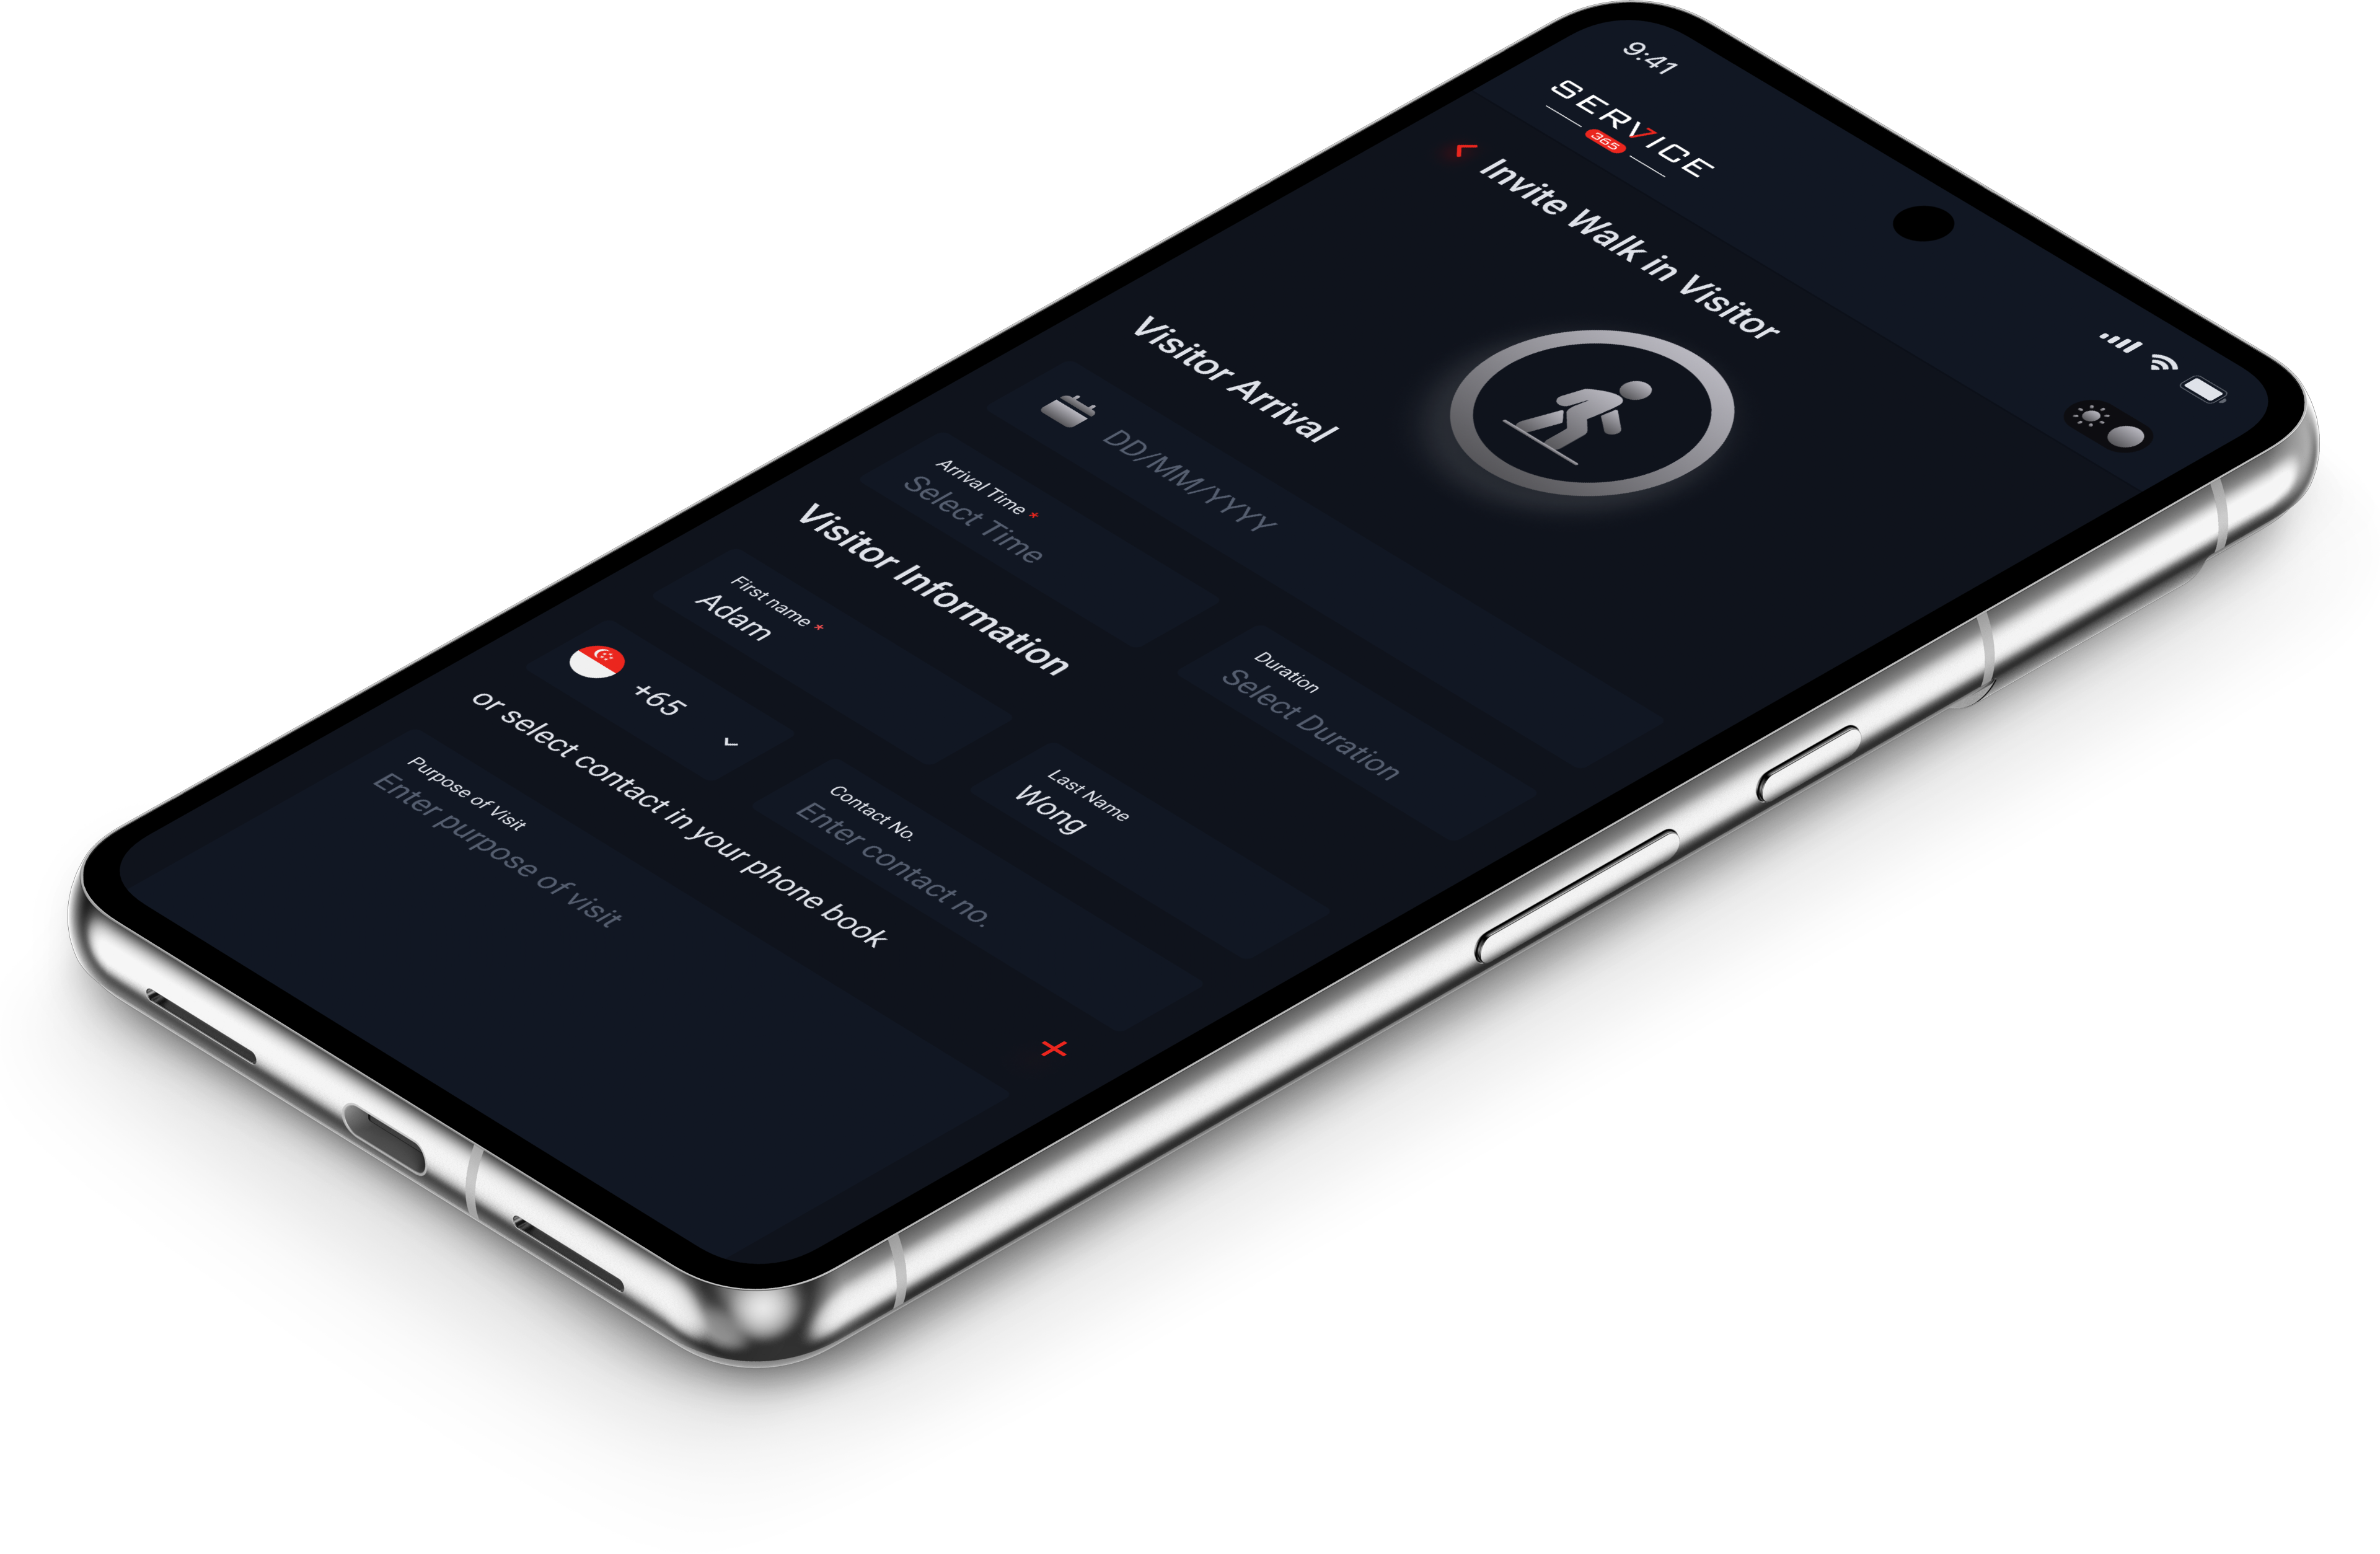 9:41
SERVICE
365
Invite Walk in Visitor
Visitor Arrival
DD/MM/YYYY
Arrival Time *
Select Time
Duration
Select Duration
Visitor Information
First name *
Adam
Last Name
Wong
+65
Contact No.
Enter contact no.
or select contact in your phone book
Purpose of Visit
Enter purpose of visit